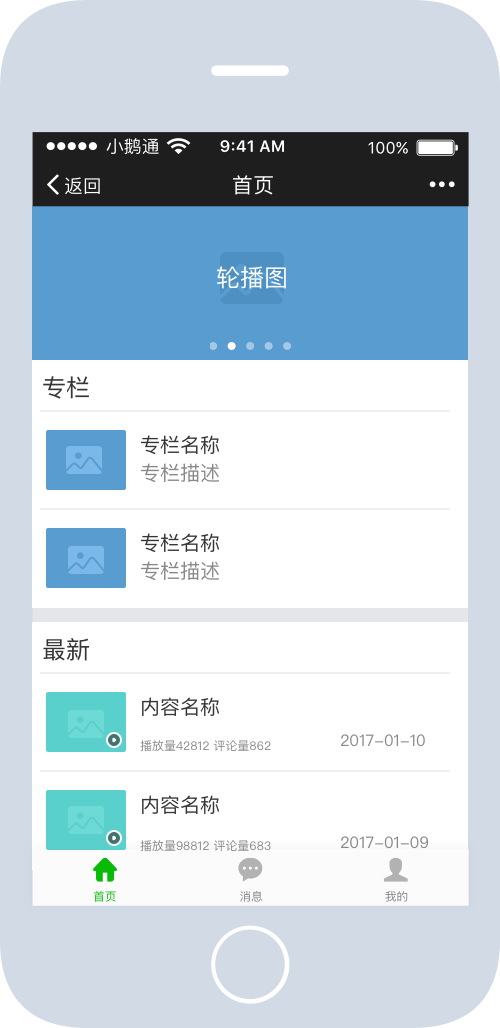 小鹅通 9:41 AM 100%
返回 首页
轮播图
专栏
专栏名称
专栏描述
专栏名称
专栏描述
最新
内容名称
播放量42812 评论量862 2017-01-10
内容名称
播放量98812 评论量683 2017-01-09
首页 消息 我的